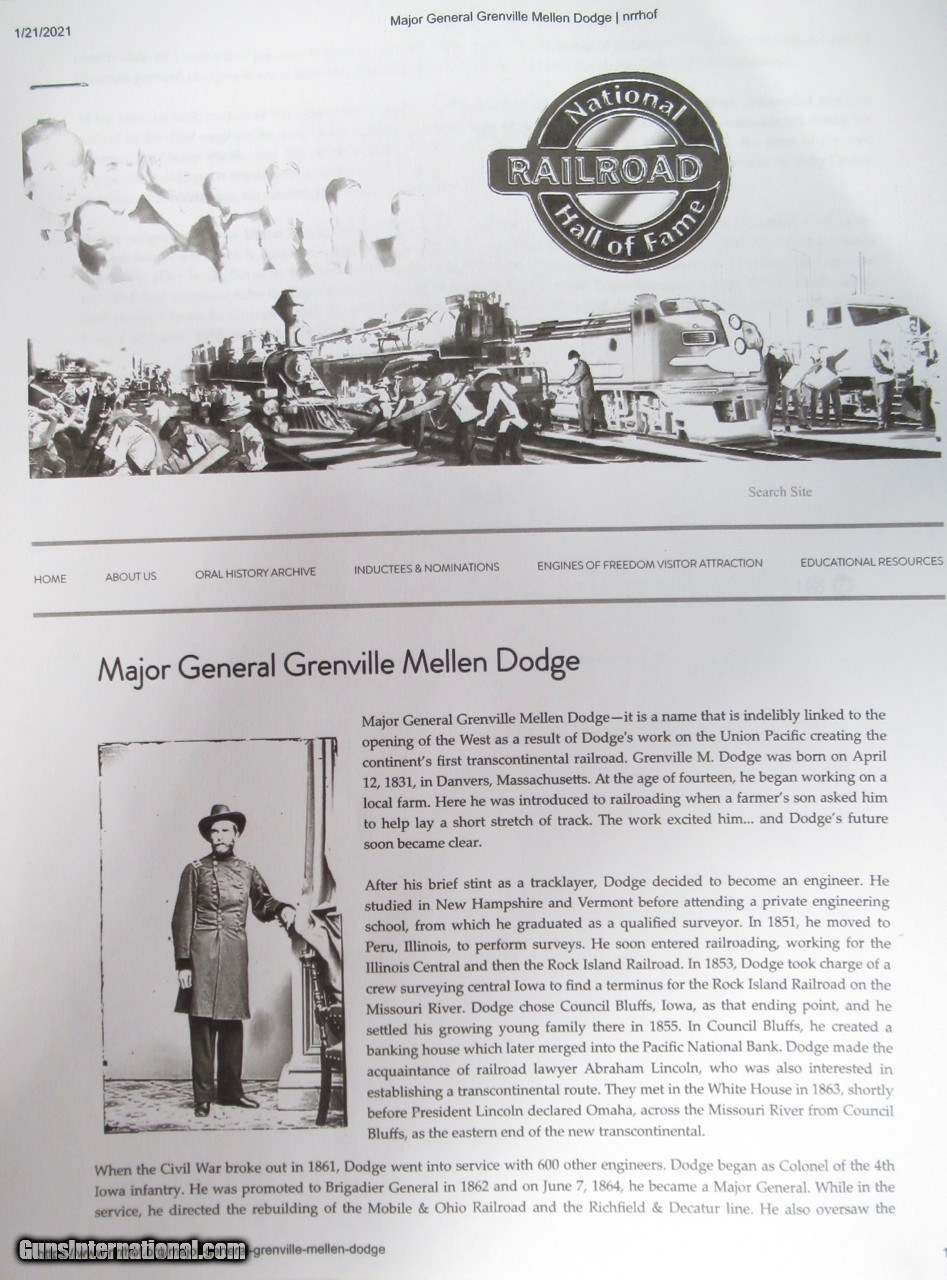 1/21/2021
Major General Grenville Mellen Dodge | nrrhof
National
RAILROAD
Hall of Fame
Search Site
HOME ABOUT US ORAL HISTORY ARCHIVE INDUCTEES & NOMINATIONS ENGINES OF FREEDOM VISITOR ATTRACTION EDUCATIONAL RESOURCES
Major General Grenville Mellen Dodge
Major General Grenville Mellen Dodge—it is a name that is indelibly linked to the
opening of the West as a result of Dodge's work on the Union Pacific creating the
continent's first transcontinental railroad. Grenville M. Dodge was born on April
12, 1831, in Danvers, Massachusetts. At the age of fourteen, he began working on a
local farm. Here he was introduced to railroading when a farmer's son asked him
to help lay a short stretch of track. The work excited him... and Dodge's future
soon became clear.
After his brief stint as a tracklayer, Dodge decided to become an engineer. He
studied in New Hampshire and Vermont before attending a private engineering
school, from which he graduated as a qualified surveyor. In 1851, he moved to
Peru, Illinois, to perform surveys. He soon entered railroading, working for the
Illinois Central and then the Rock Island Railroad. In 1853, Dodge took charge of a
crew surveying central Iowa to find a terminus for the Rock Island Railroad on the
Missouri River. Dodge chose Council Bluffs, Iowa, as that ending point, and he
settled his growing young family there in 1855. In Council Bluffs, he created a
banking house which later merged into the Pacific National Bank. Dodge made the
acquaintance of railroad lawyer Abraham Lincoln, who was also interested in
establishing a transcontinental route. They met in the White House in 1863, shortly
before President Lincoln declared Omaha, across the Missouri River from Council
Bluffs, as the eastern end of the new transcontinental.
When the Civil War broke out in 1861, Dodge went into service with 600 other engineers. Dodge began as Colonel of the 4th
Iowa infantry. He was promoted to Brigadier General in 1862 and on June 7, 1864, he became a Major General. While in the
service, he directed the rebuilding of the Mobile & Ohio Railroad and the Richfield & Decatur line. He also oversaw the
GunsInternational.com -grenville-mellen-dodge